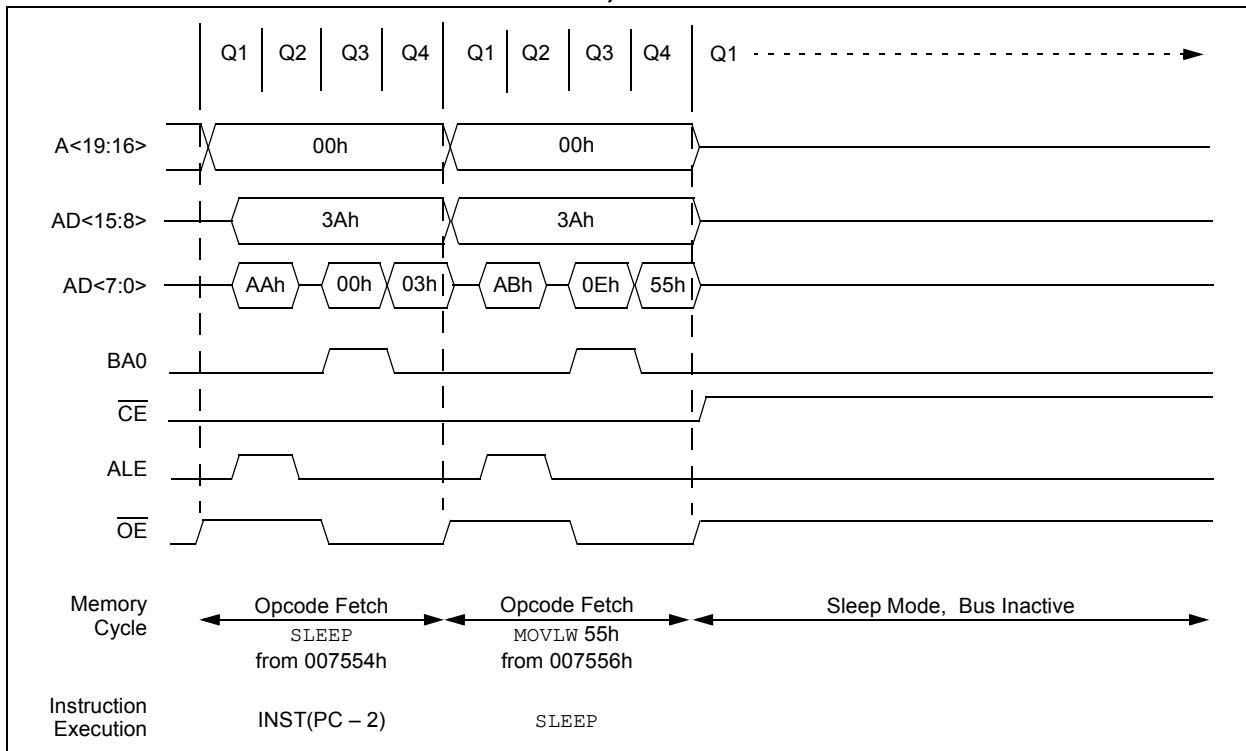 Q1 Q2 Q3 Q4 Q1 Q2 Q3 Q4 Q1
A<19:16> 00h 00h
AD<15:8> 3Ah 3Ah
AD<7:0> AAh 00h 03h ABh 0Eh 55h
BA0
CE
ALE
OE
Memory Cycle
Opcode Fetch
SLEEP
from 007554h
Opcode Fetch
MOVLW 55h
from 007556h
Sleep Mode, Bus Inactive
Instruction Execution
INST(PC – 2) SLEEP